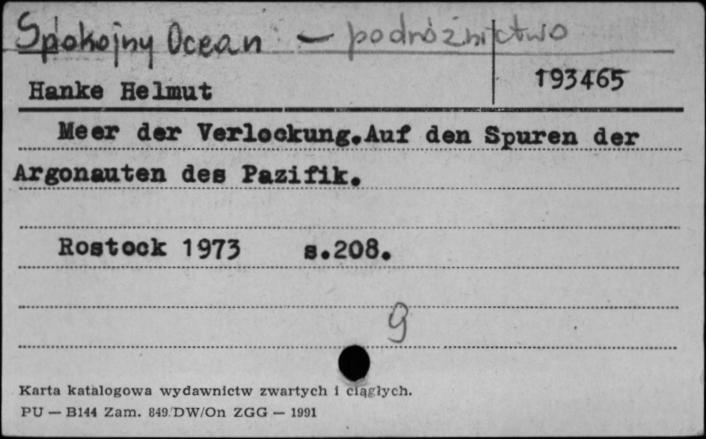 Spokojny Ocean – podróżnictwo
Hanke Helmut 193465
Meer der Verlockung.Auf den Spuren der
Argonauten des Pazifik.
Rostock 1973 s.208.
9
Karta katalogowa wydawnictw zwartych i ciągłych.
PU — B144 Zam. 849/DW/On ZGG — 1991